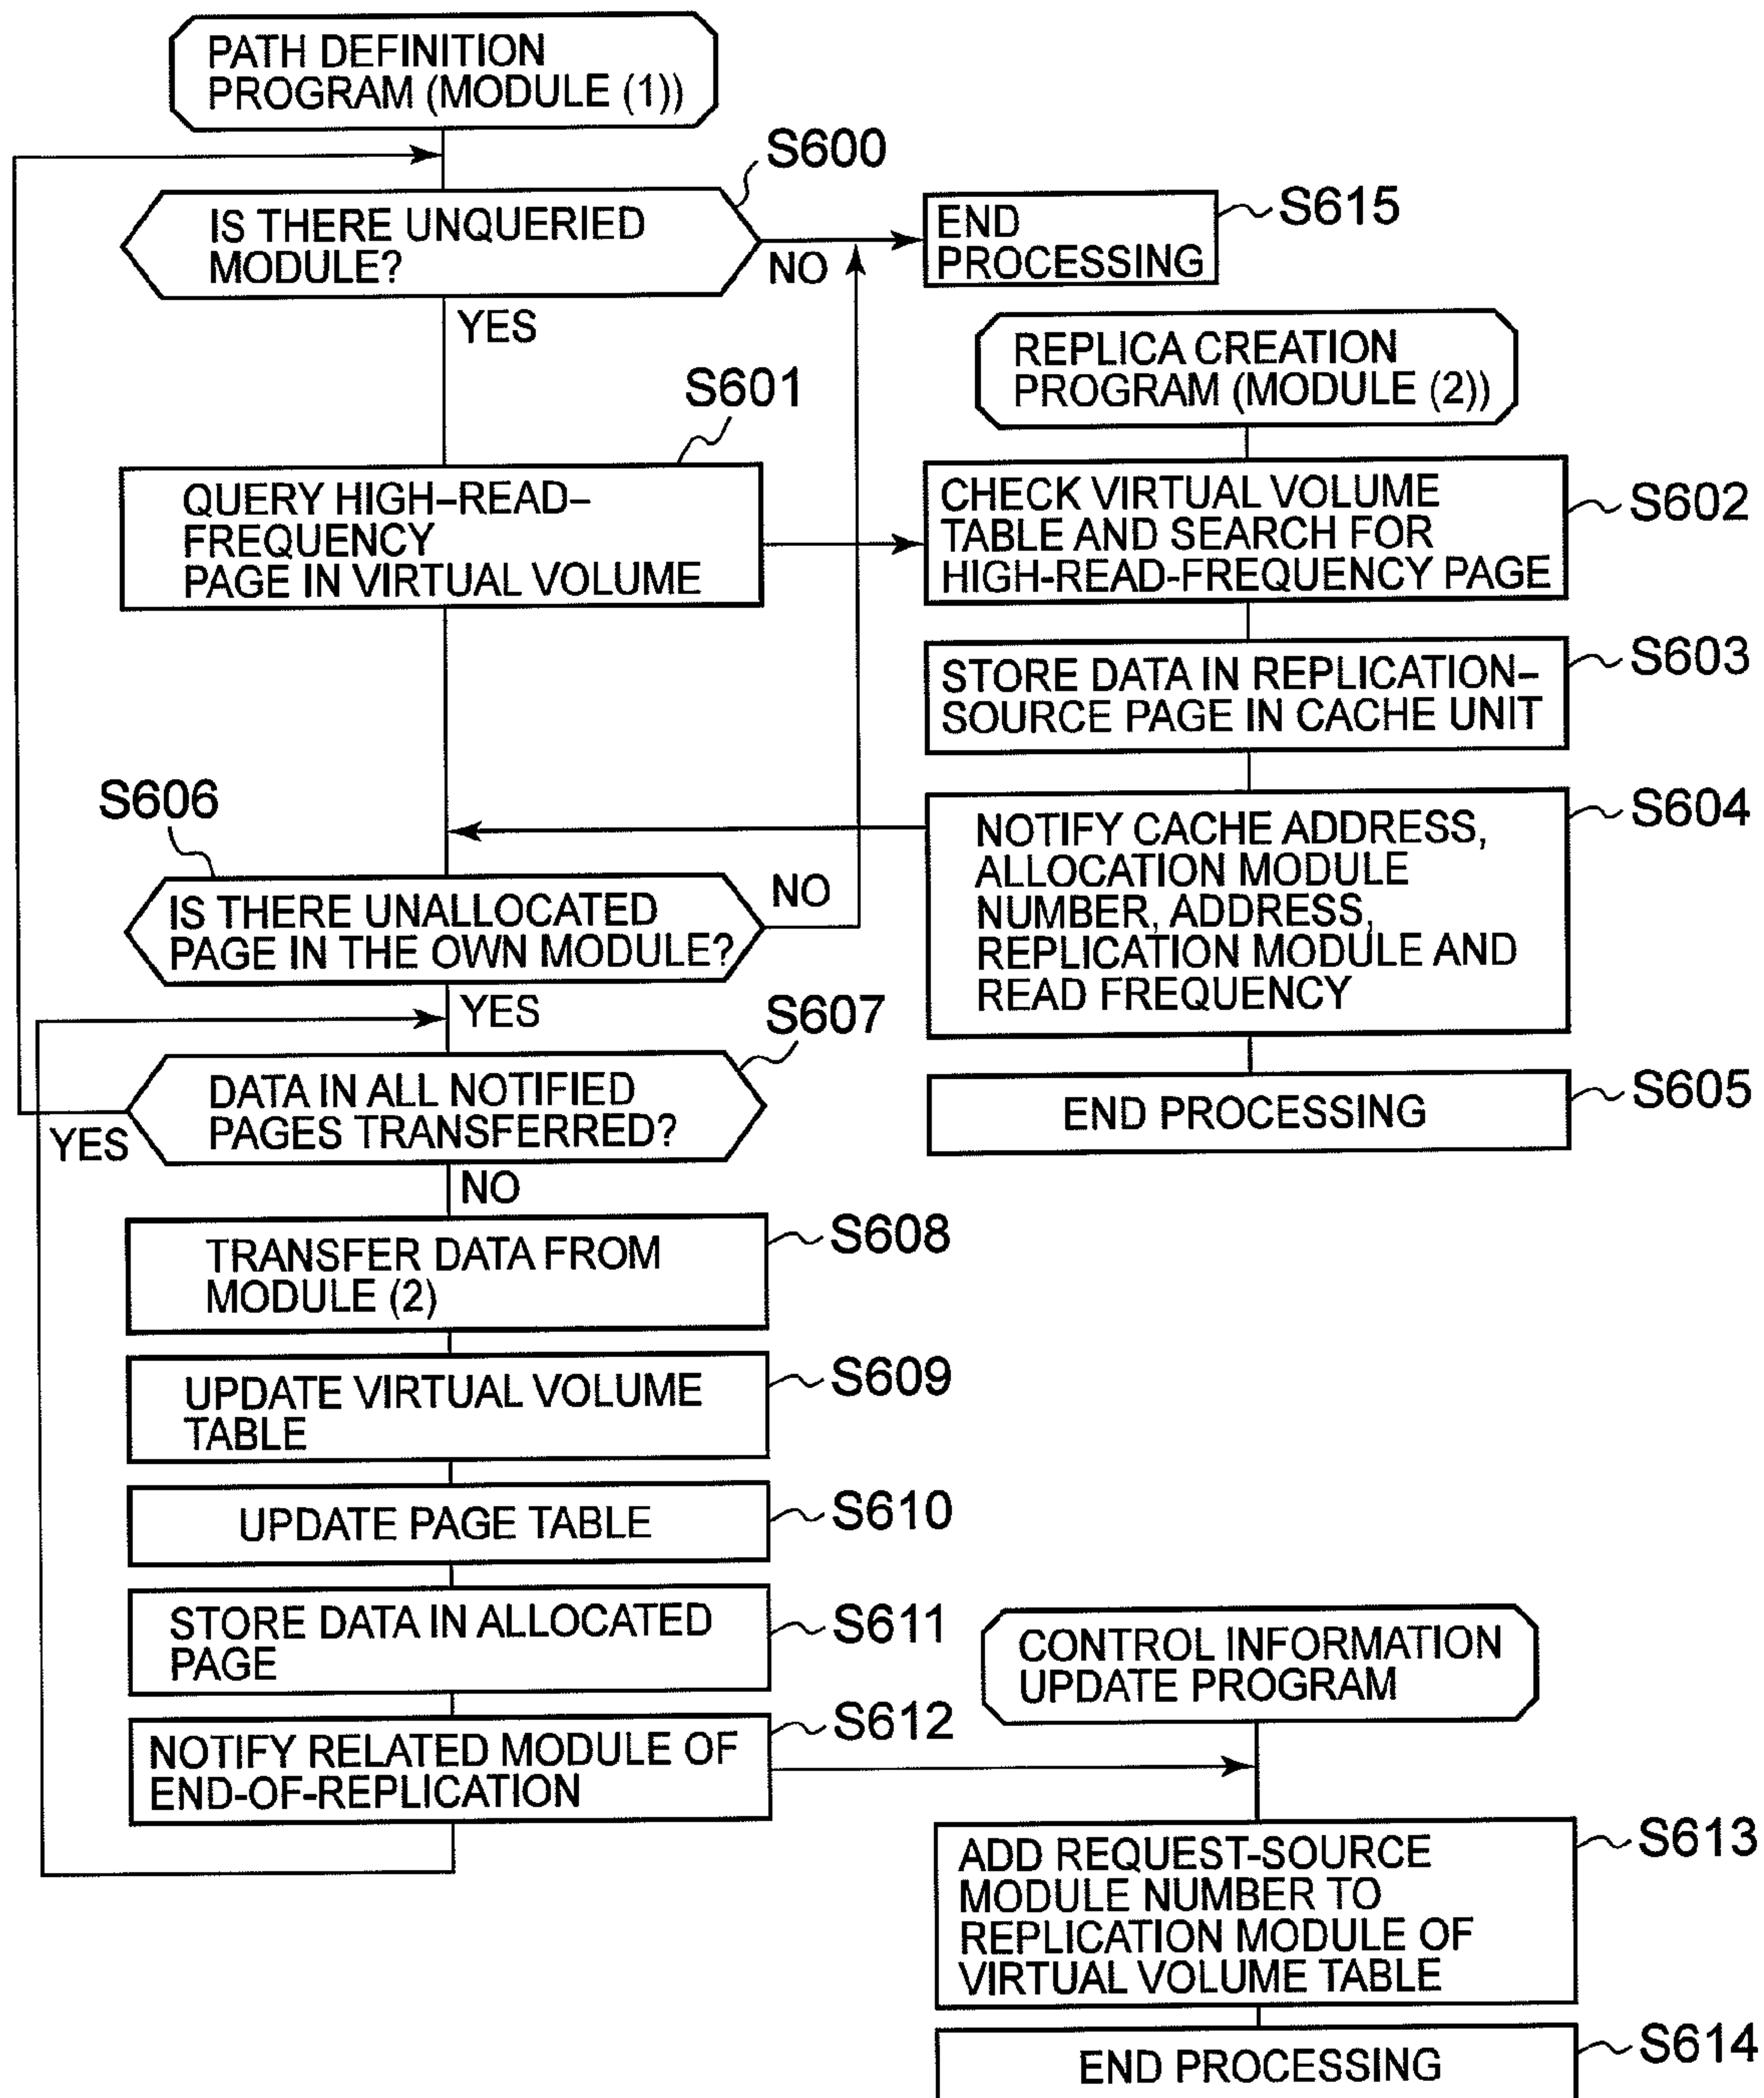 PATH DEFINITION
PROGRAM (MODULE (1))
S600
IS THERE UNQUERIED
MODULE?
NO
YES
END
PROCESSING
S615
REPLICA CREATION
PROGRAM (MODULE (2))
S601
QUERY HIGH–READ–
FREQUENCY
PAGE IN VIRTUAL VOLUME
CHECK VIRTUAL VOLUME
TABLE AND SEARCH FOR
HIGH-READ-FREQUENCY PAGE
S602
STORE DATA IN REPLICATION–
SOURCE PAGE IN CACHE UNIT
S603
NOTIFY CACHE ADDRESS,
ALLOCATION MODULE
NUMBER, ADDRESS,
REPLICATION MODULE AND
READ FREQUENCY
S604
END PROCESSING
S605
S606
IS THERE UNALLOCATED
PAGE IN THE OWN MODULE?
NO
YES
S607
DATA IN ALL NOTIFIED
PAGES TRANSFERRED?
YES
NO
TRANSFER DATA FROM
MODULE (2)
S608
UPDATE VIRTUAL VOLUME
TABLE
S609
UPDATE PAGE TABLE
S610
STORE DATA IN ALLOCATED
PAGE
S611
NOTIFY RELATED MODULE OF
END-OF-REPLICATION
S612
CONTROL INFORMATION
UPDATE PROGRAM
ADD REQUEST-SOURCE
MODULE NUMBER TO
REPLICATION MODULE OF
VIRTUAL VOLUME TABLE
S613
END PROCESSING
S614